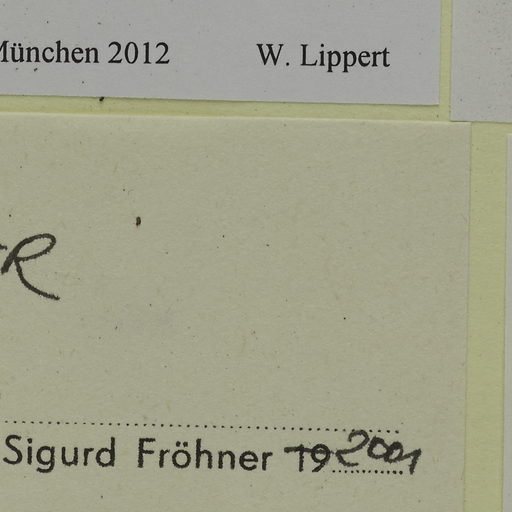 München 2012 W. Lippert
R
Sigurd Fröhner 19 2001